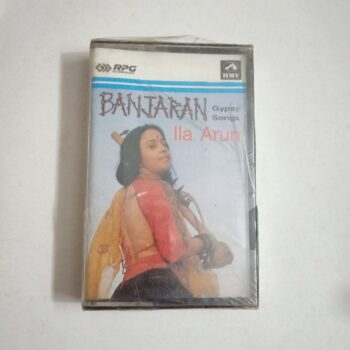 RPG
HMV
BANJARAN
Gypsy
Songs
Ila Arun